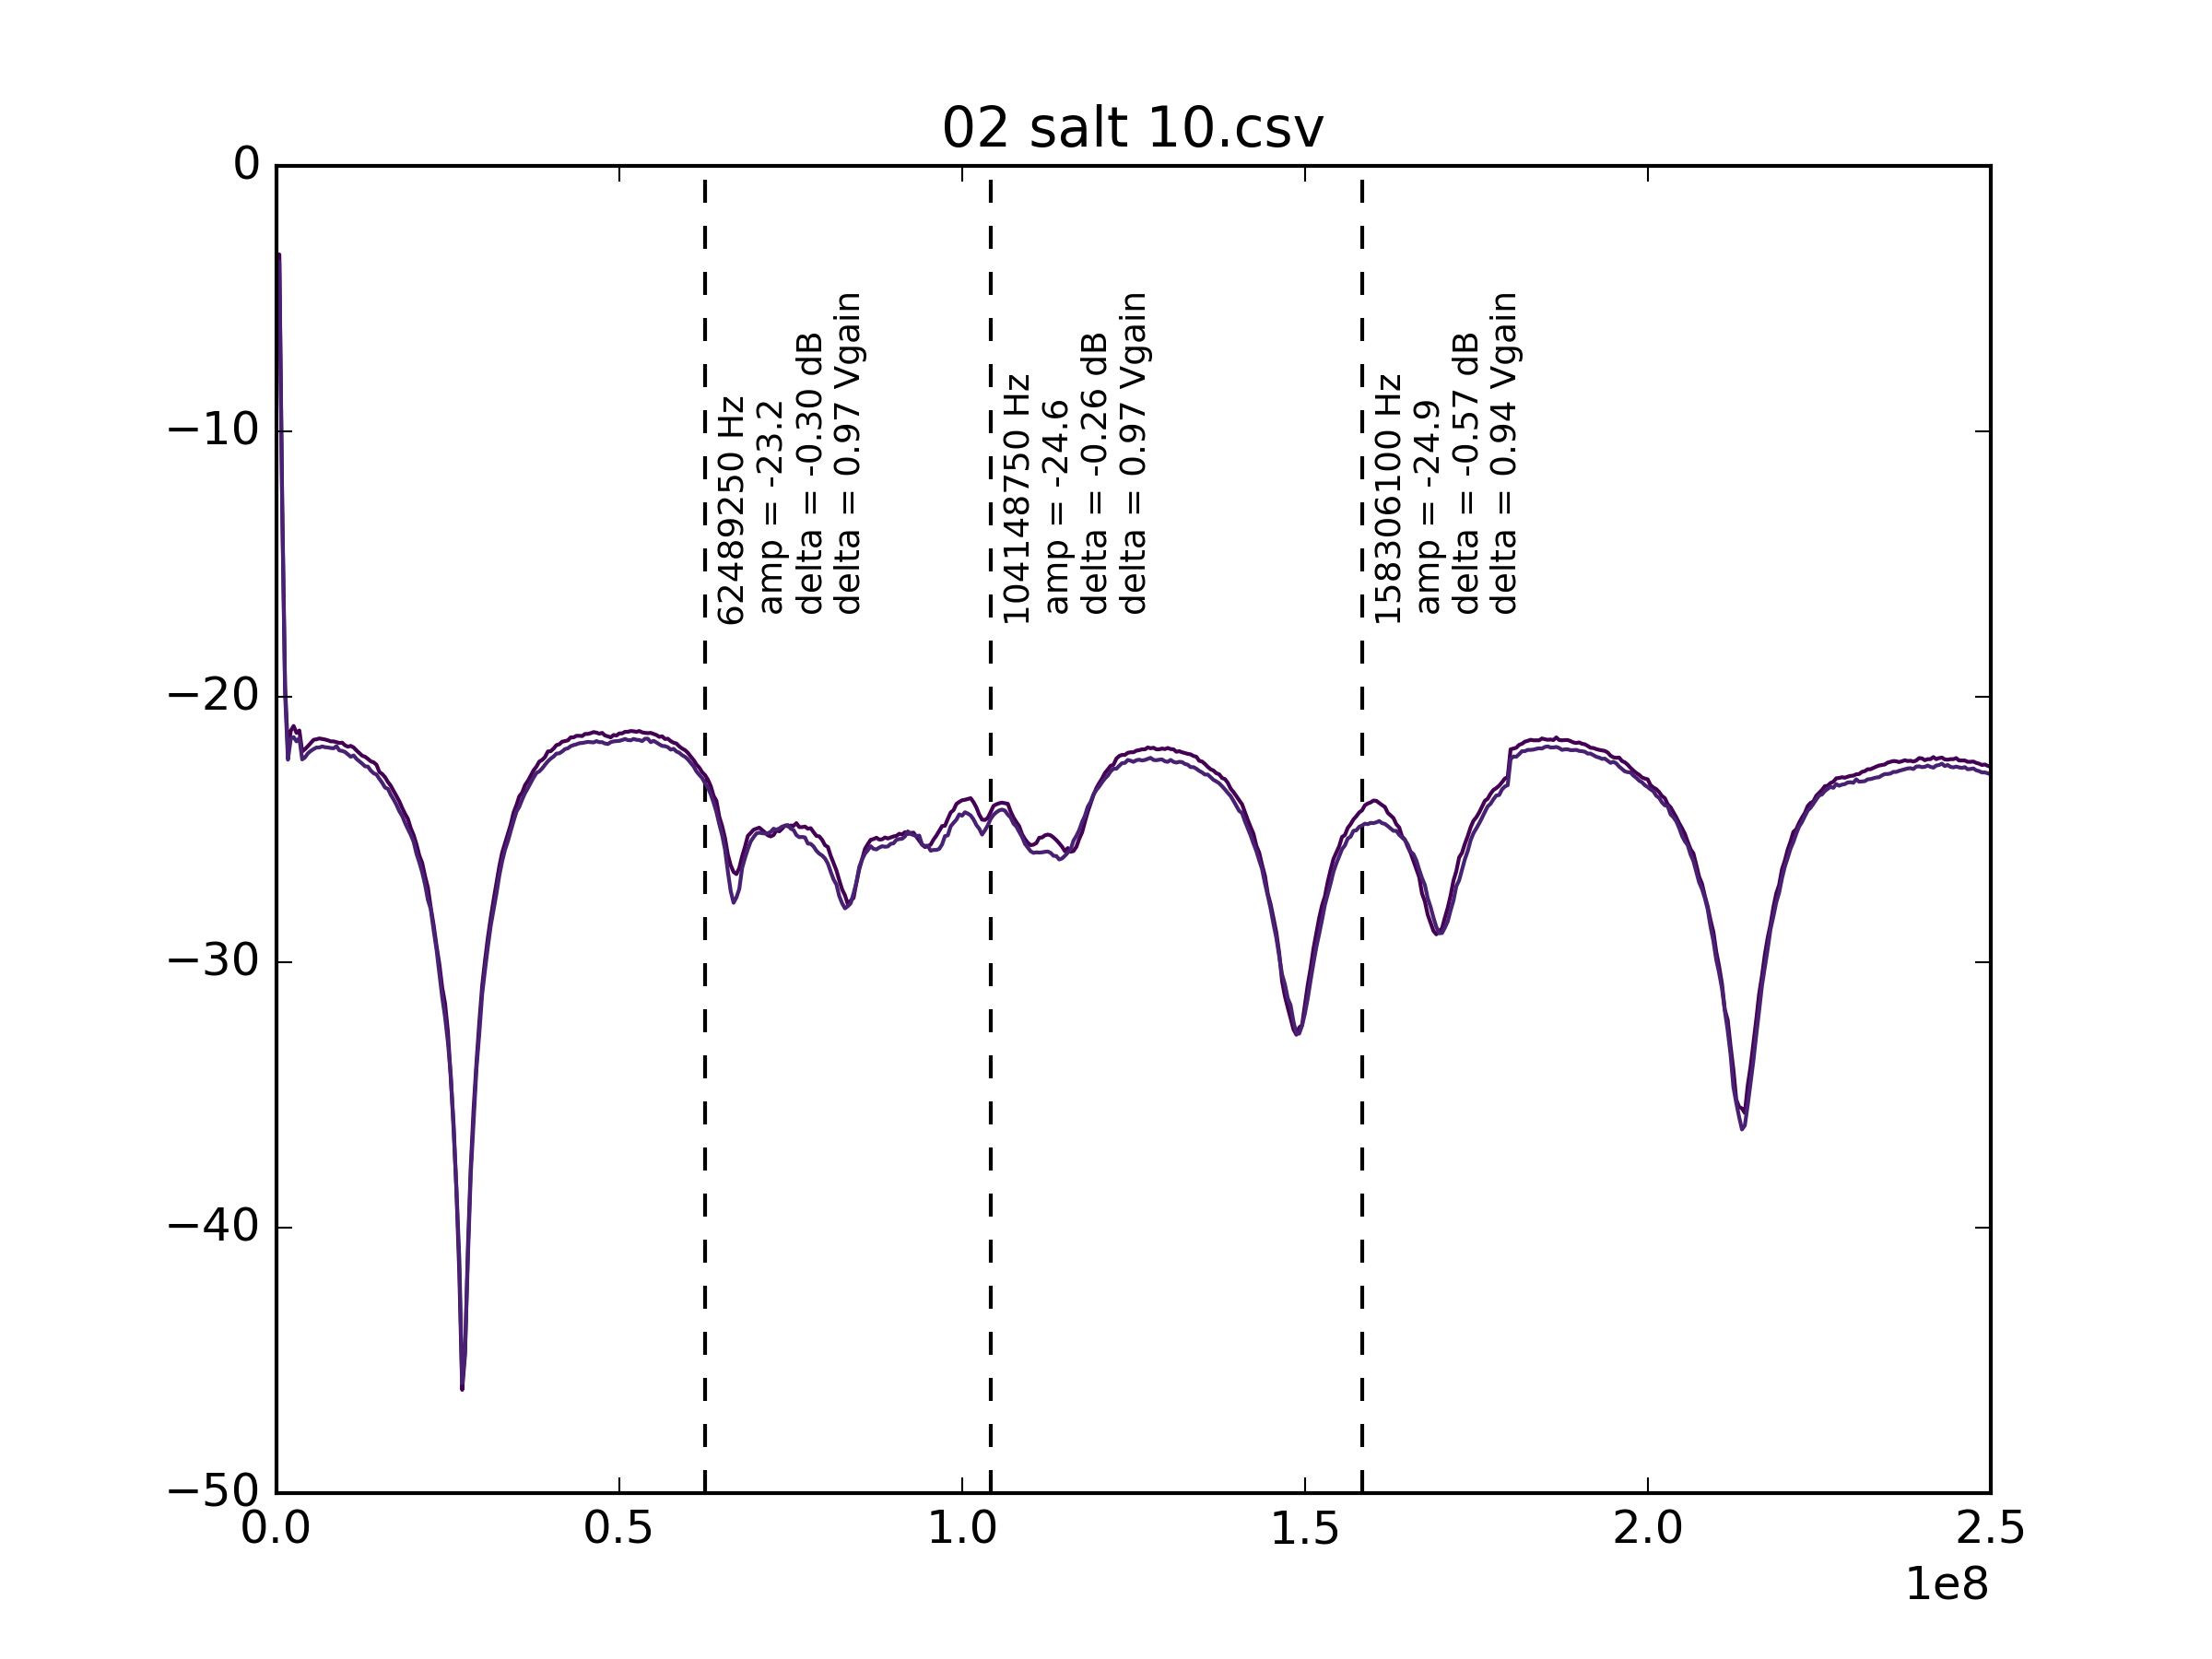 02 salt 10.csv
0
−10
−20
−30
−40
−50
62489250 Hz
amp = -23.2
delta = -0.30 dB
delta = 0.97 Vgain
104148750 Hz
amp = -24.6
delta = -0.26 dB
delta = 0.97 Vgain
158306100 Hz
amp = -24.9
delta = -0.57 dB
delta = 0.94 Vgain
0.0
0.5
1.0
1.5
2.0
2.5
1e8